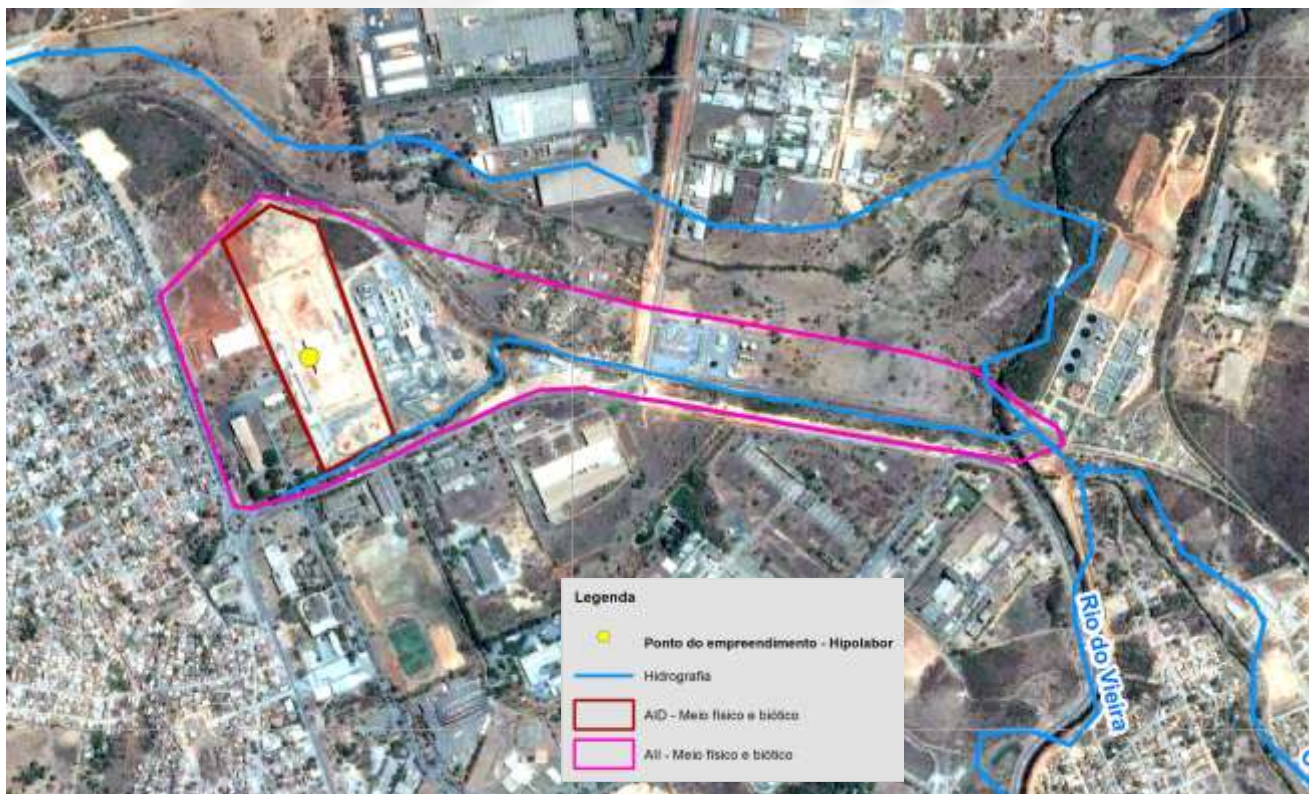 Legenda
Ponto do empreendimento - Hipolabor
Hidrografia
AID - Meio físico e biótico
AII - Meio físico e biótico
Rio do Vieira